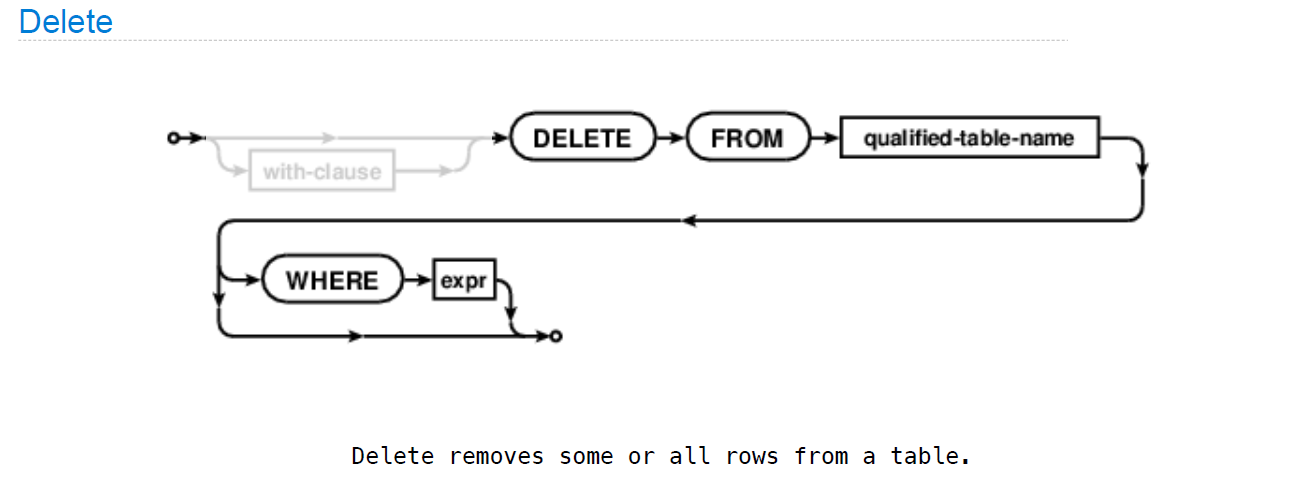 Delete
with-clause DELETE FROM qualified-table-name
WHERE expr
Delete removes some or all rows from a table.